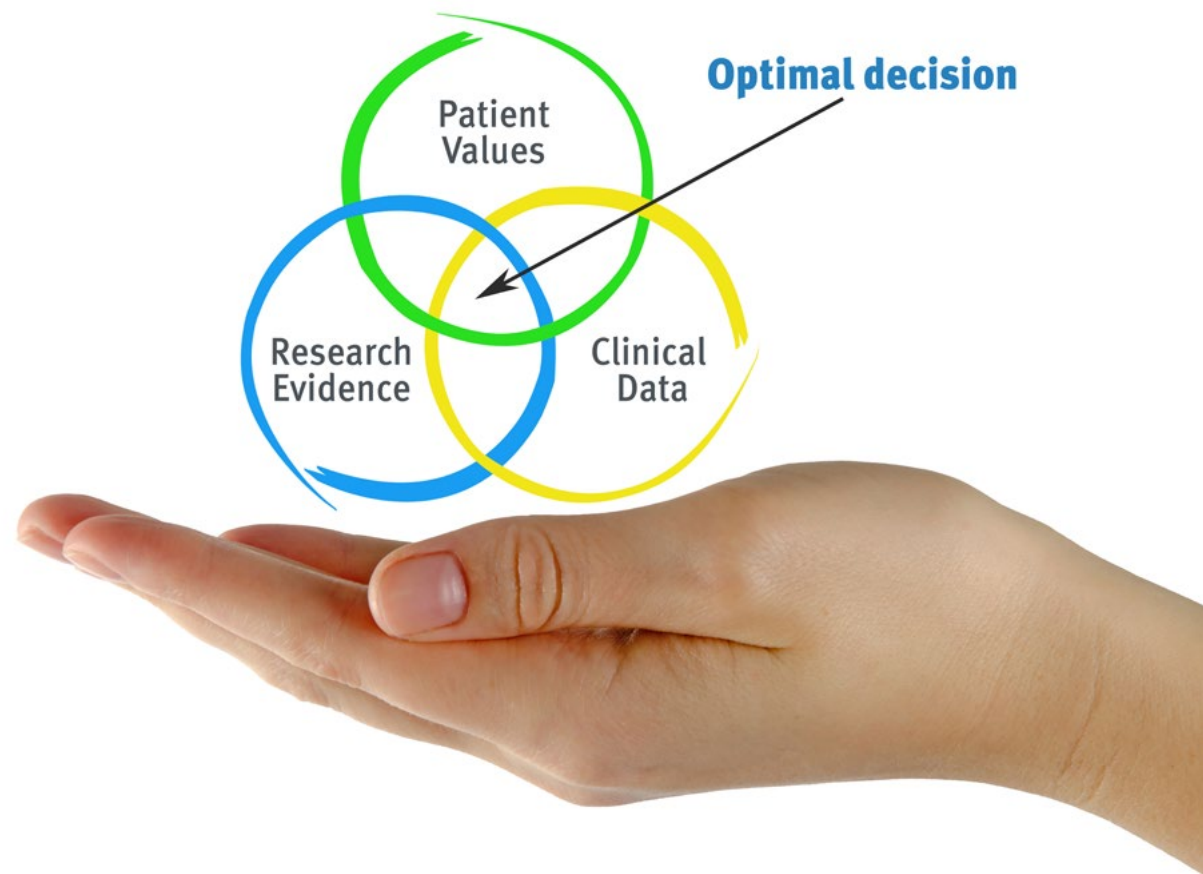 Optimal decision
Patient
Values
Research
Evidence
Clinical
Data